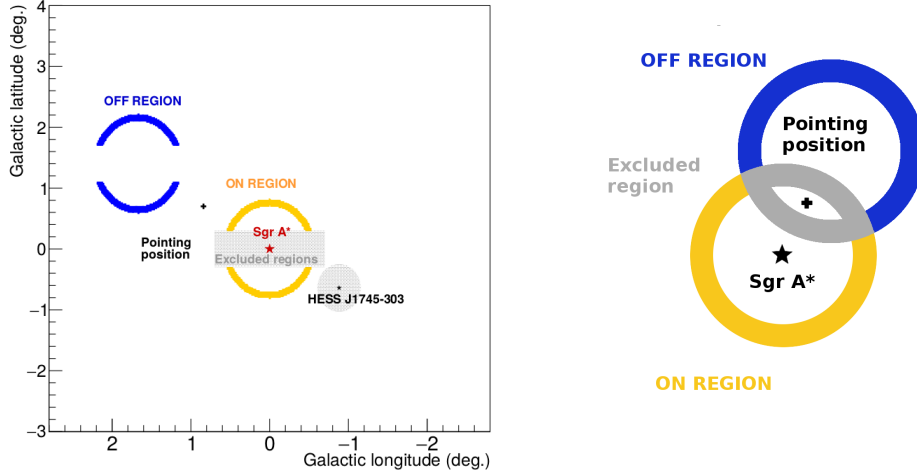 Galactic latitude (deg.)
4
3
2
1
0
−1
−2
−3
OFF REGION
ON REGION
Sgr A*
Pointing
position
Excluded regions
HESS J1745-303
2
1
0
−1
−2
Galactic longitude (deg.)
OFF REGION
Pointing
position
Excluded
region
Sgr A*
ON REGION